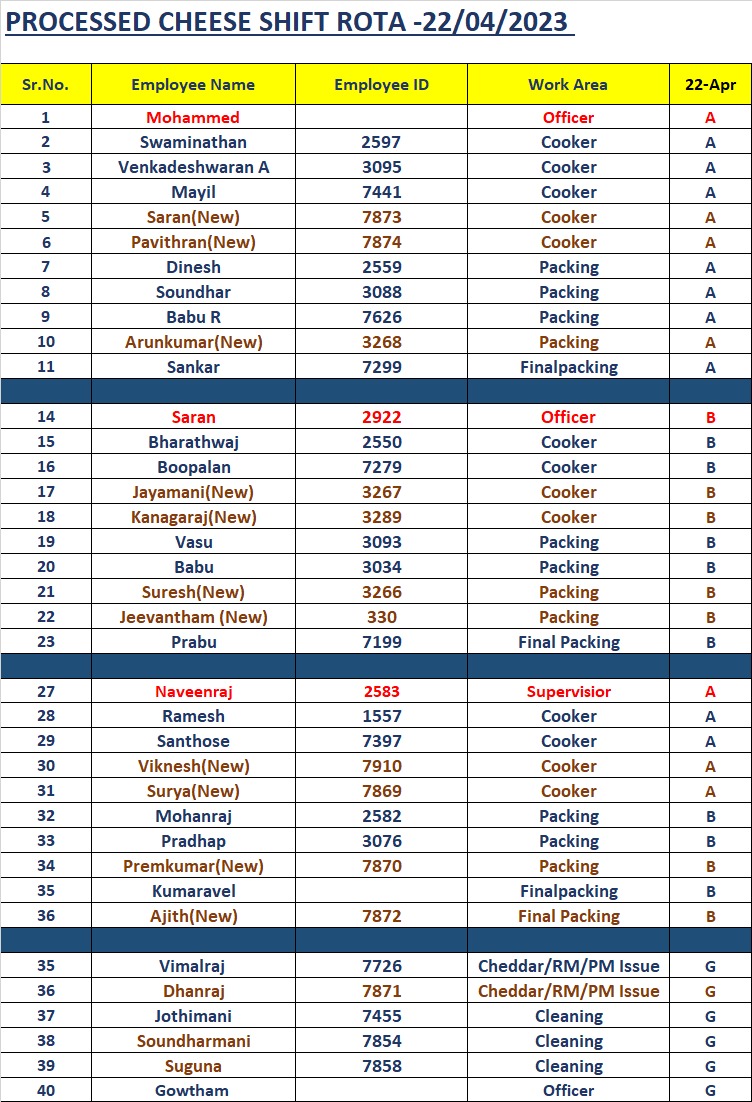 PROCESSED CHEESE SHIFT ROTA -22/04/2023
Sr.No. Employee Name Employee ID Work Area 22-Apr
1 Mohammed Officer A
2 Swaminathan 2597 Cooker A
3 Venkadeshwaran A 3095 Cooker A
4 Mayil 7441 Cooker A
5 Saran(New) 7873 Cooker A
6 Pavithran(New) 7874 Cooker A
7 Dinesh 2559 Packing A
8 Soundhar 3088 Packing A
9 Babu R 7626 Packing A
10 Arunkumar(New) 3268 Packing A
11 Sankar 7299 Finalpacking A
14 Saran 2922 Officer B
15 Bharathwaj 2550 Cooker B
16 Boopalan 7279 Cooker B
17 Jayamani(New) 3267 Cooker B
18 Kanagaraj(New) 3289 Cooker B
19 Vasu 3093 Packing B
20 Babu 3034 Packing B
21 Suresh(New) 3266 Packing B
22 Jeevantham (New) 330 Packing B
23 Prabu 7199 Final Packing B
27 Naveenraj 2583 Supervisior A
28 Ramesh 1557 Cooker A
29 Santhose 7397 Cooker A
30 Viknesh(New) 7910 Cooker A
31 Surya(New) 7869 Cooker A
32 Mohanraj 2582 Packing B
33 Pradhap 3076 Packing B
34 Premkumar(New) 7870 Packing B
35 Kumaravel Finalpacking B
36 Ajith(New) 7872 Final Packing B
35 Vimalraj 7726 Cheddar/RM/PM Issue G
36 Dhanraj 7871 Cheddar/RM/PM Issue G
37 Jothimani 7455 Cleaning G
38 Soundharmani 7854 Cleaning G
39 Suguna 7858 Cleaning G
40 Gowtham Officer G